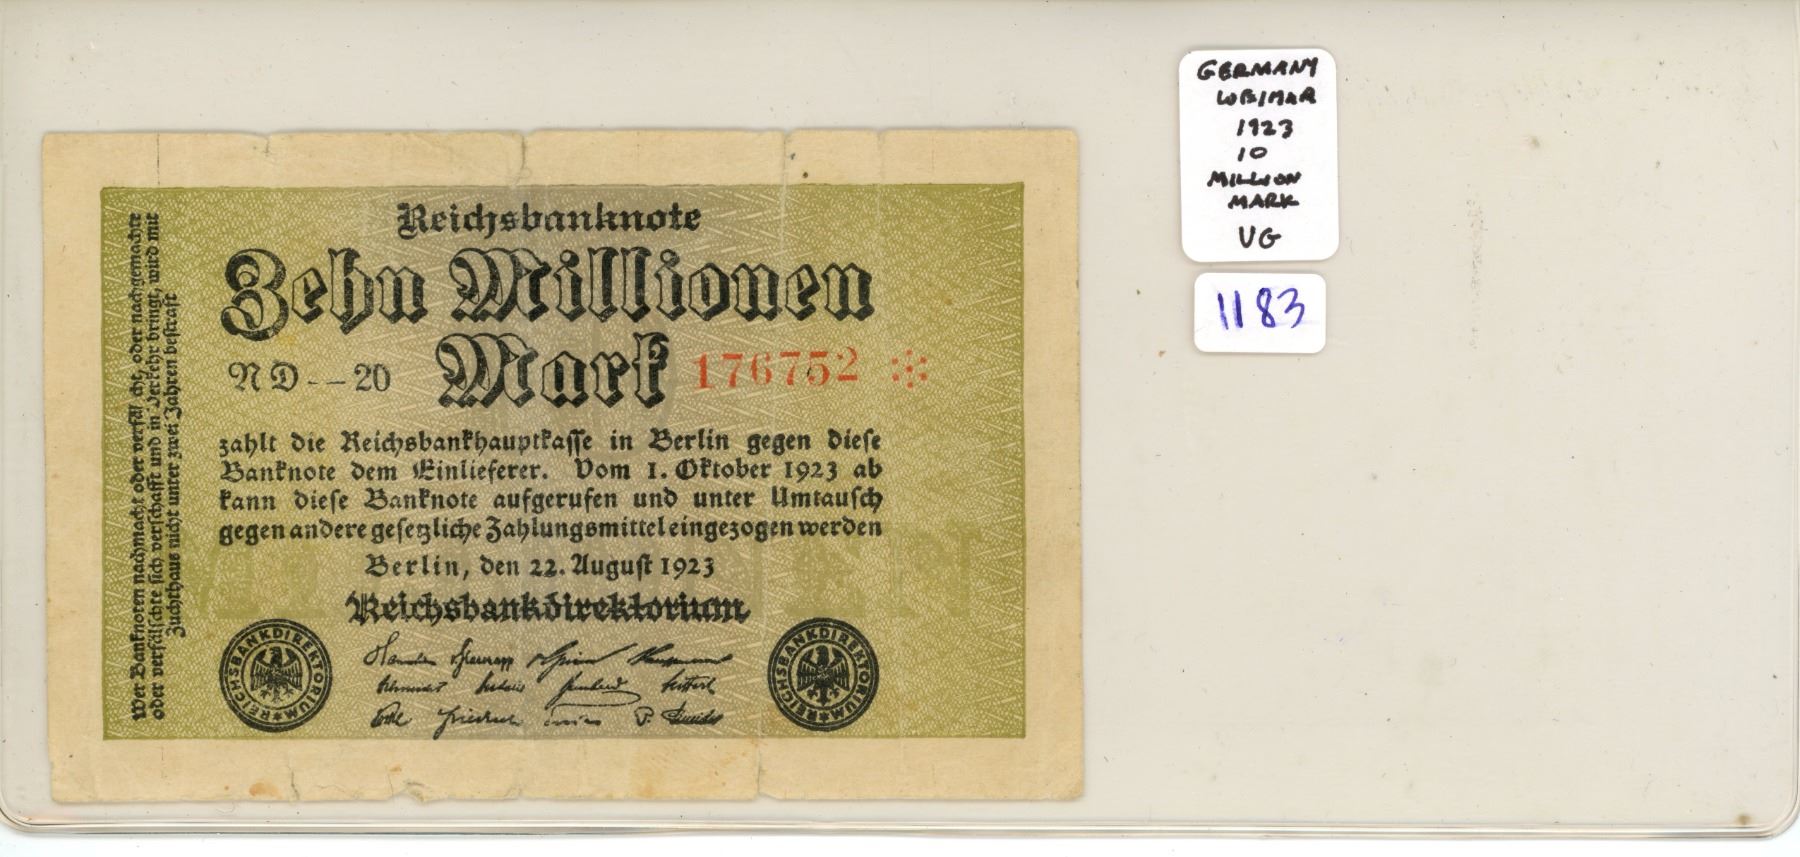 Reichsbanknote
Zehn Millionen
Mark
ND--20
176752
zahlt die Reichsbankhauptkasse in Berlin gegen diese
Banknote dem Einlieferer. Vom 1. Oktober 1923 ab
kann diese Banknote aufgerufen und unter Umtausch
gegen andere gesetzliche Zahlungsmittel eingezogen werden
Berlin, den 22. August 1923
Reichsbankdirektorium
REICHSBANKDIREKTORIUM
REICHSBANKDIREKTORIUM
Wer Banknoten nachmacht oder verfälscht, oder nachgemachte
oder verfälschte sich verschafft und in Verkehr bringt, wird mit
Zuchthaus nicht unter zwei Jahren bestraft
GERMANY
WEIMAR
1923
10
MILLION
MARK
VG
1183